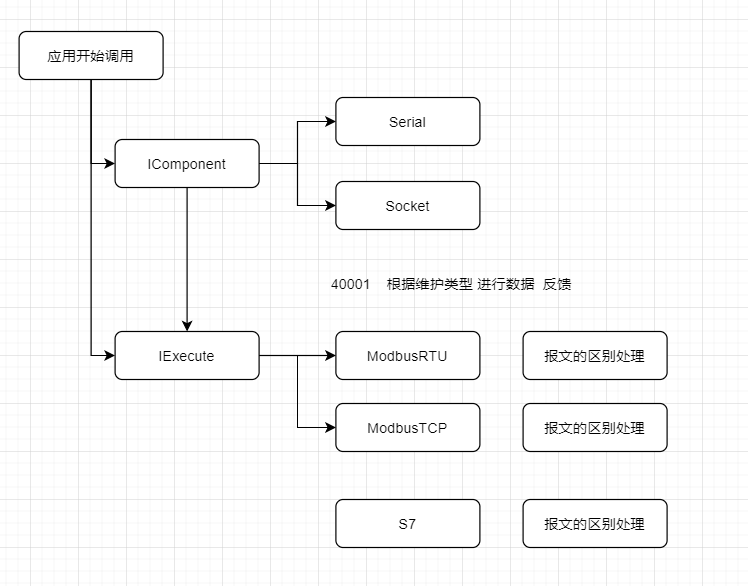 应用开始调用
Serial
IComponent
Socket
40001 根据维护类型 进行数据 反馈
IExecute
ModbusRTU
报文的区别处理
ModbusTCP
报文的区别处理
S7
报文的区别处理